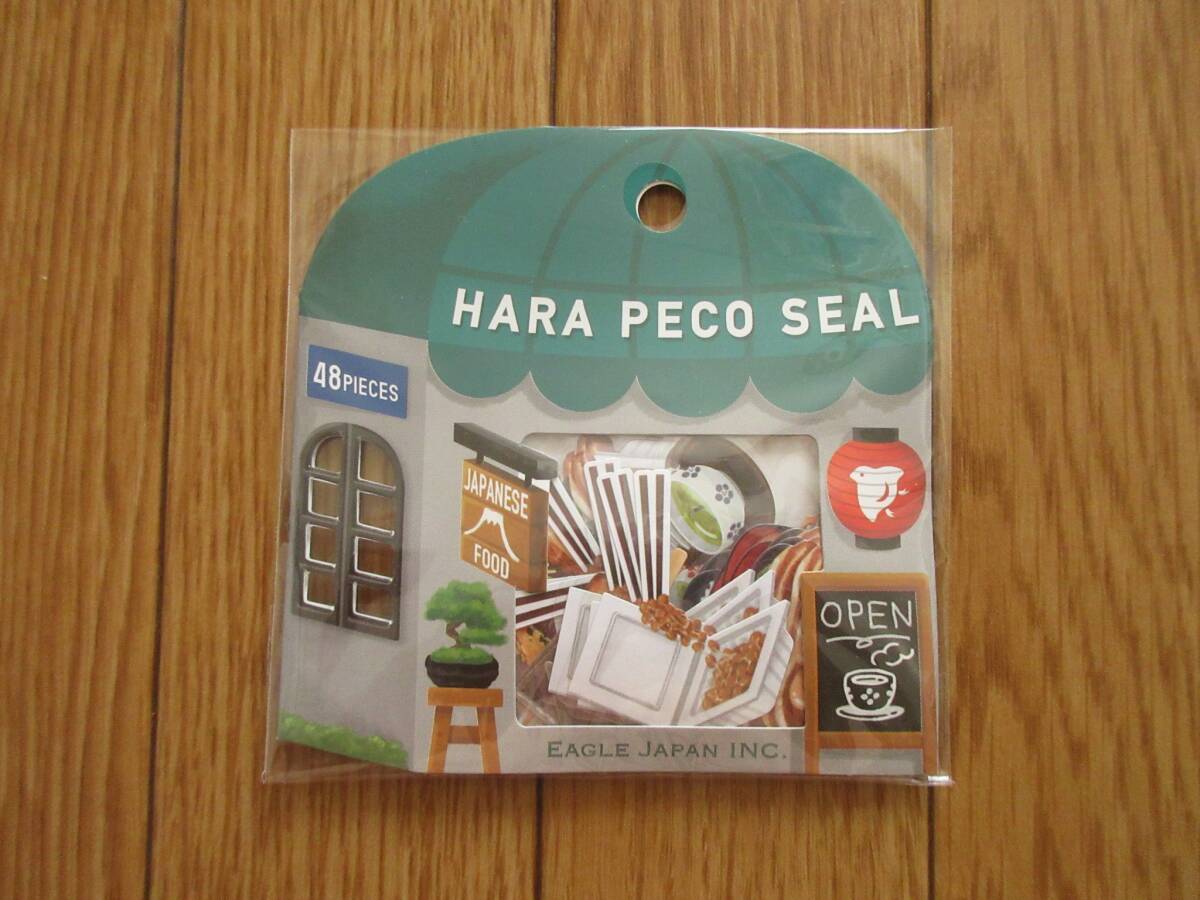 HARA PECO SEAL
48PIECES
JAPANESE
FOOD
OPEN
EAGLE JAPAN INC.